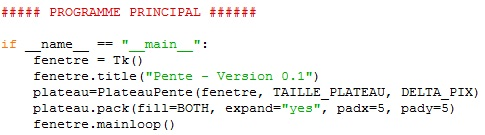 ##### PROGRAMME PRINCIPAL ######
if __name__ == "__main__":
    fenetre = Tk()
    fenetre.title("Pente - Version 0.1")
    plateau=PlateauPente(fenetre, TAILLE_PLATEAU, DELTA_PIX)
    plateau.pack(fill=BOTH, expand="yes", padx=5, pady=5)
    fenetre.mainloop()